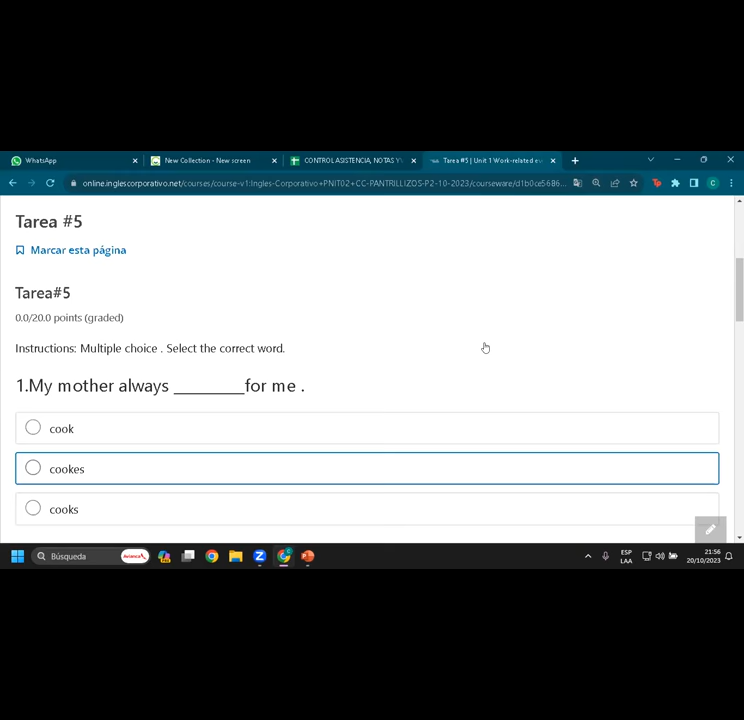 WhatsApp
New Collection - New screen
CONTROL ASISTENCIA, NOTAS Y
Tarea #5 | Unit 1 Work-related ev
online.inglescorporativo.net/courses/course-v1:Ingles-Corporativo+PNIT02+CC-PANTRILLIZOS-P2-10-2023/courseware/d1b0ce5686...
C
Tarea #5
Marcar esta página
Tarea#5
0.0/20.0 points (graded)
Instructions: Multiple choice . Select the correct word.
1.My mother always ________for me .
cook
cookes
cooks
Búsqueda
Avianca
ESP
LAA
21:56
20/10/2023